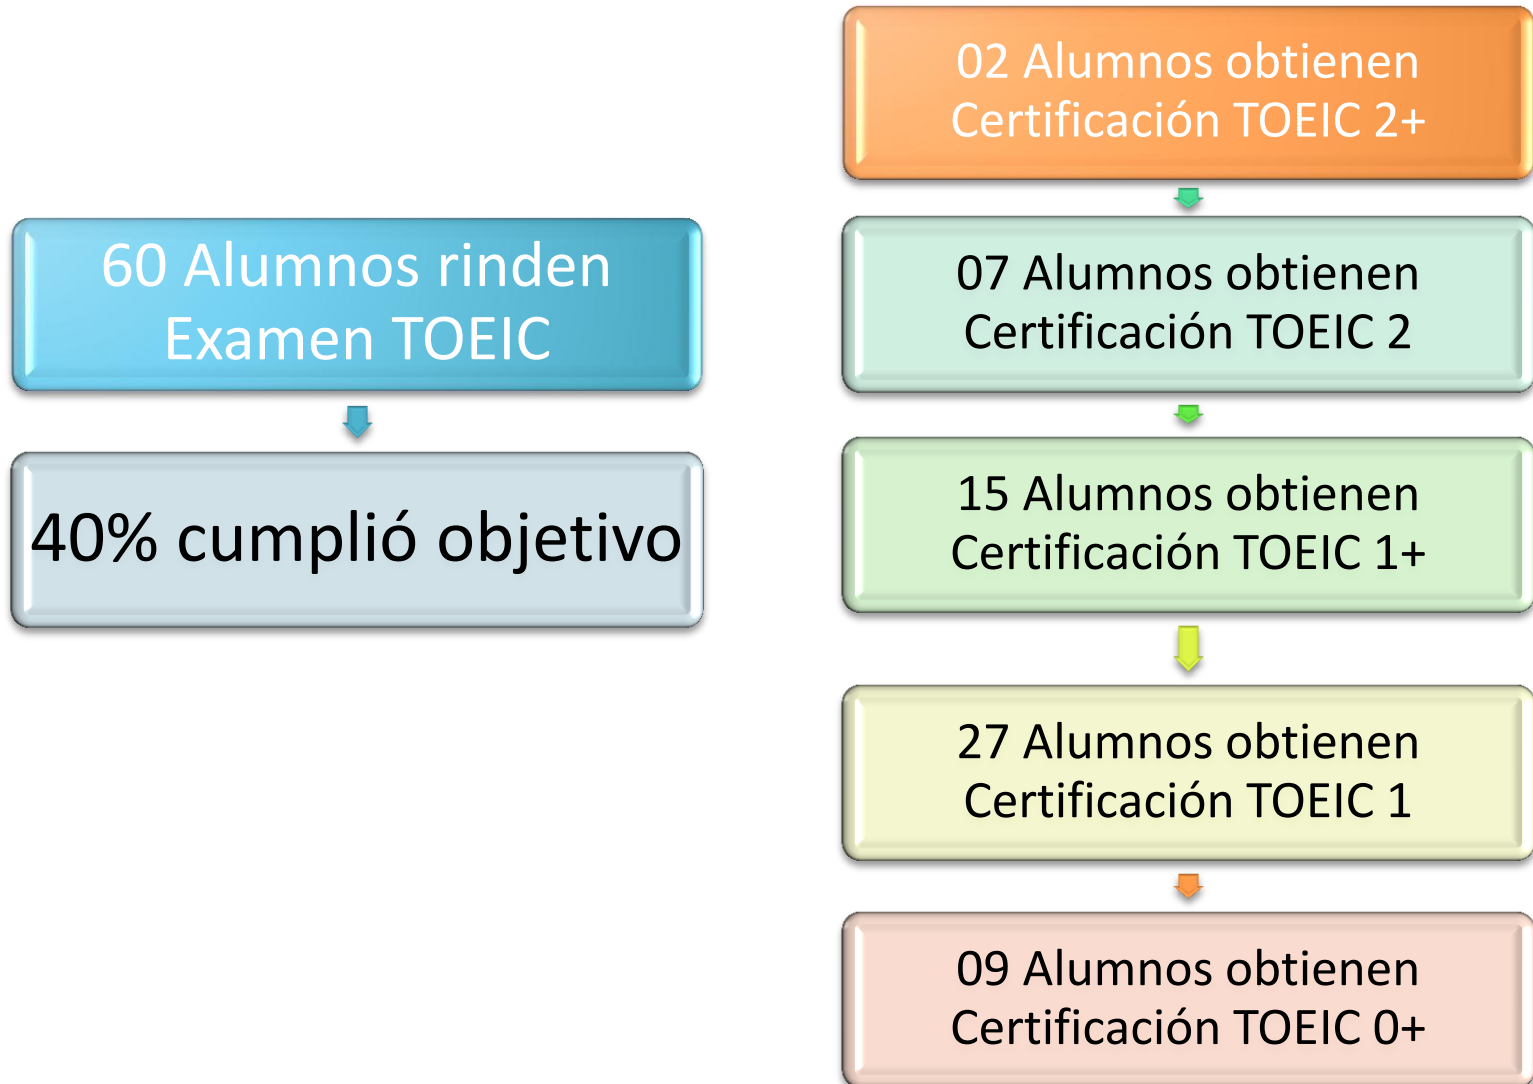 60 Alumnos rinden
Examen TOEIC
40% cumplió objetivo
02 Alumnos obtienen
Certificación TOEIC 2+
07 Alumnos obtienen
Certificación TOEIC 2
15 Alumnos obtienen
Certificación TOEIC 1+
27 Alumnos obtienen
Certificación TOEIC 1
09 Alumnos obtienen
Certificación TOEIC 0+